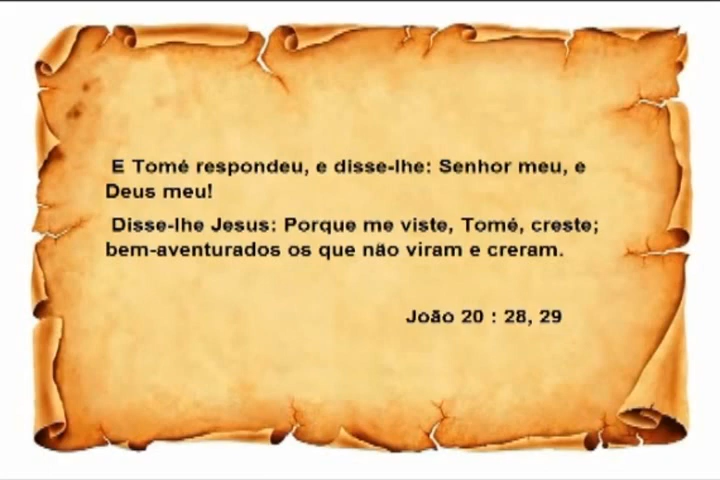 E Tomé respondeu, e disse-lhe: Senhor meu, e
Deus meu!
Disse-lhe Jesus: Porque me viste, Tomé, creste;
bem-aventurados os que não viram e creram.
João 20 : 28, 29